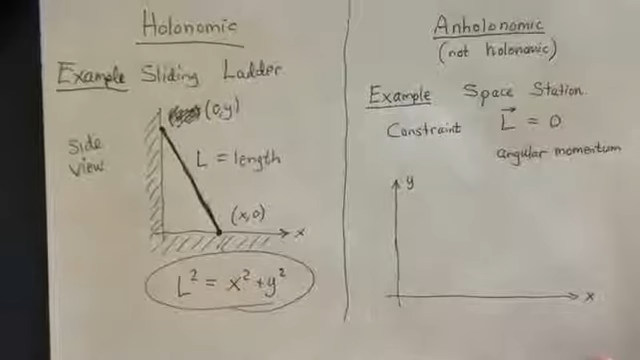 Holonomic
Example Sliding Ladder
(0,y)
Side
view
L = length
(x,0)
x
L² = x² + y²
Anholonomic
(not holonomic)
Example Space Station
Constraint L⃗ = 0
angular momentum
y
x